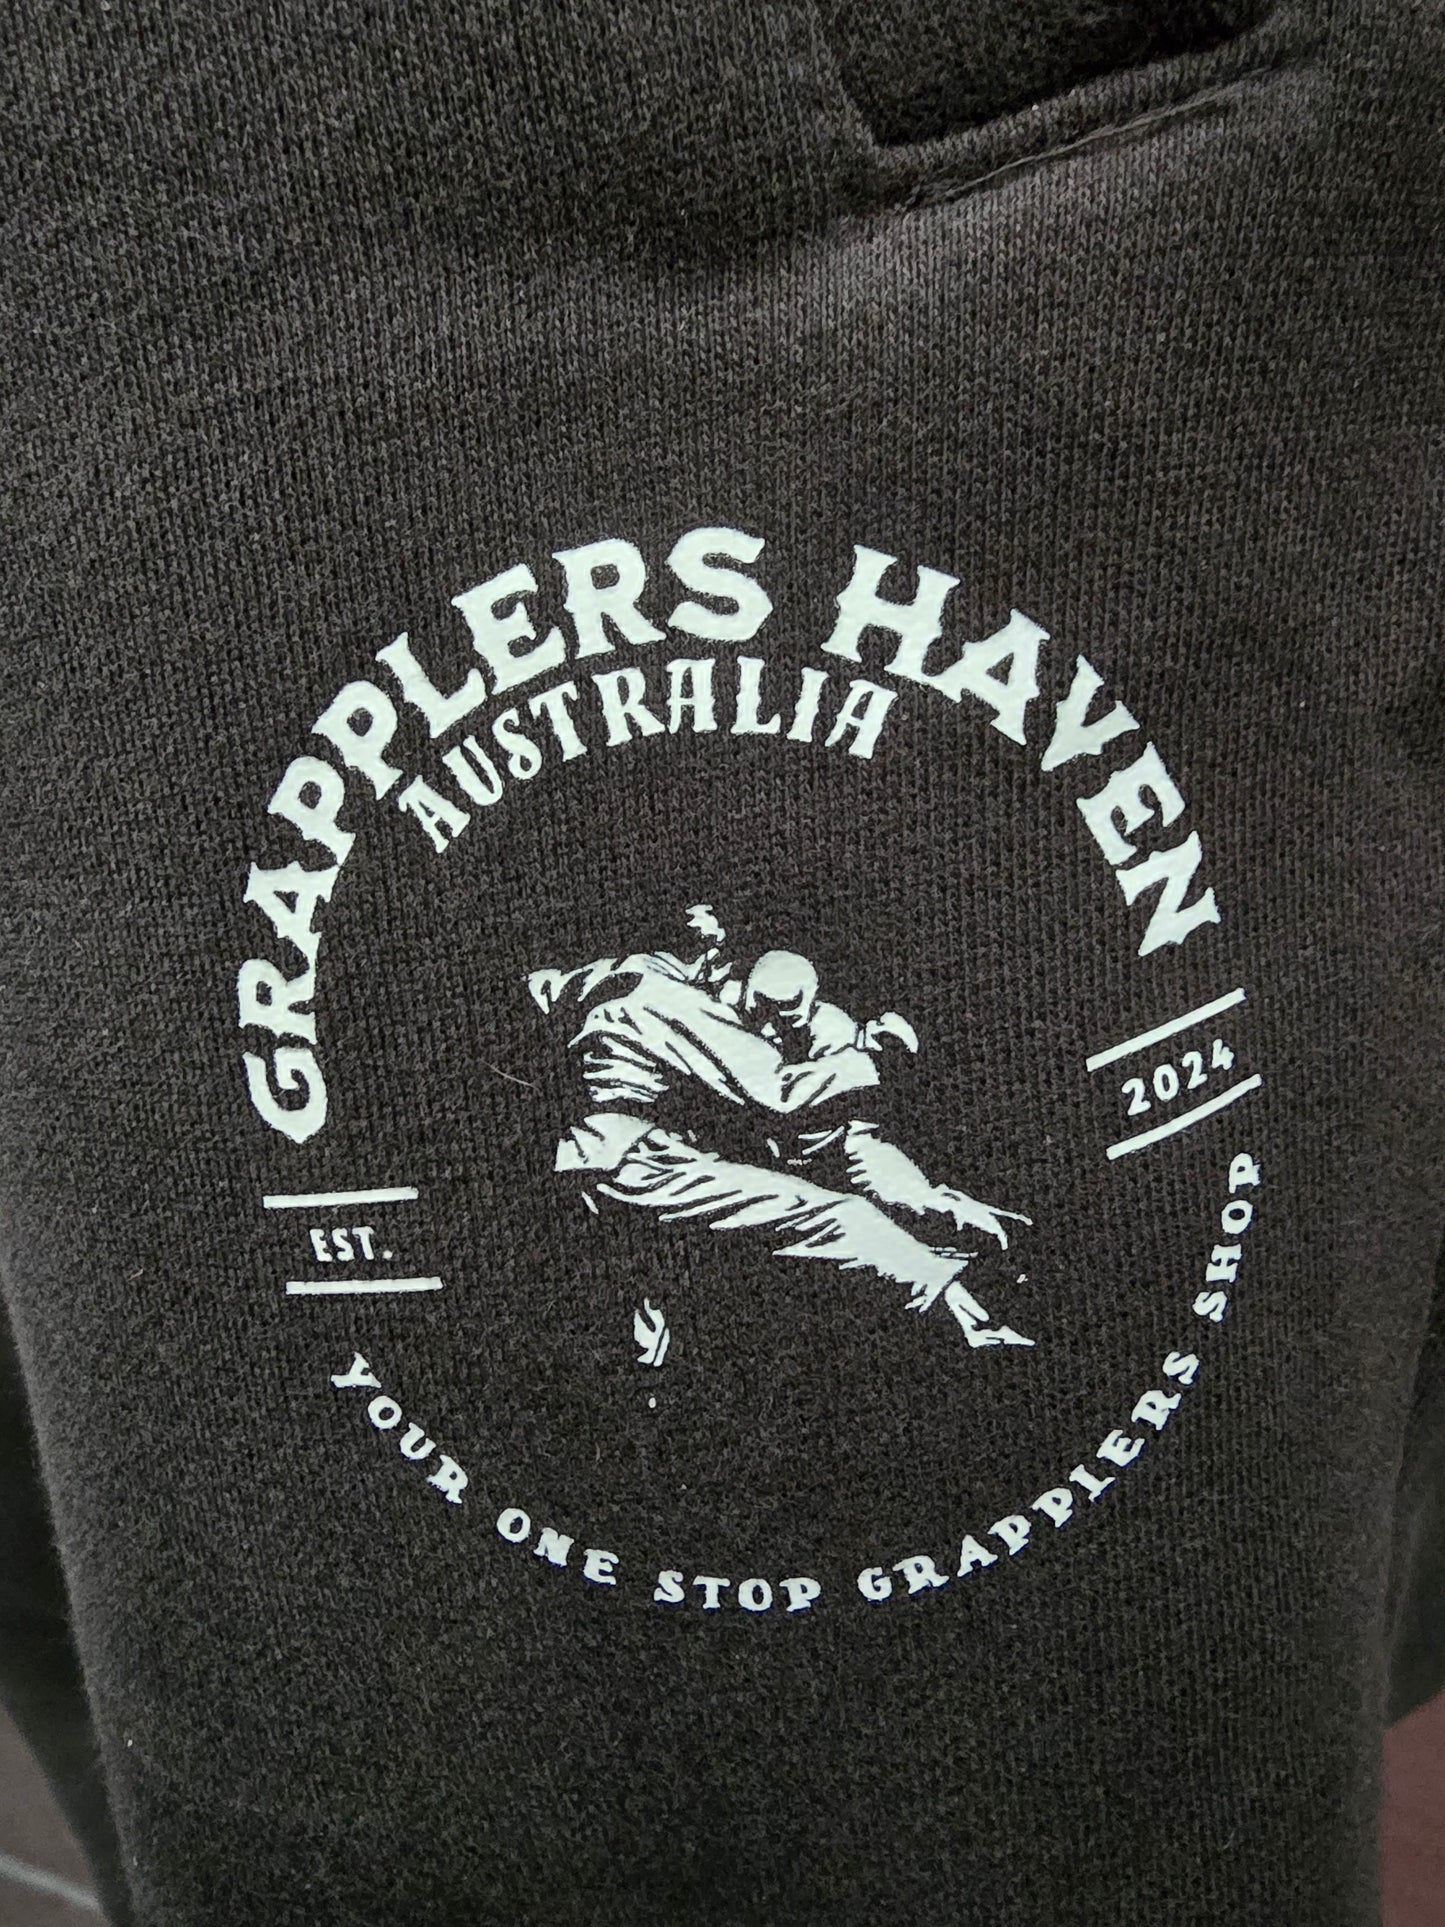 GRAPPLERS HAVEN
AUSTRALIA
EST.
2024
YOUR ONE STOP GRAPPLERS SHOP